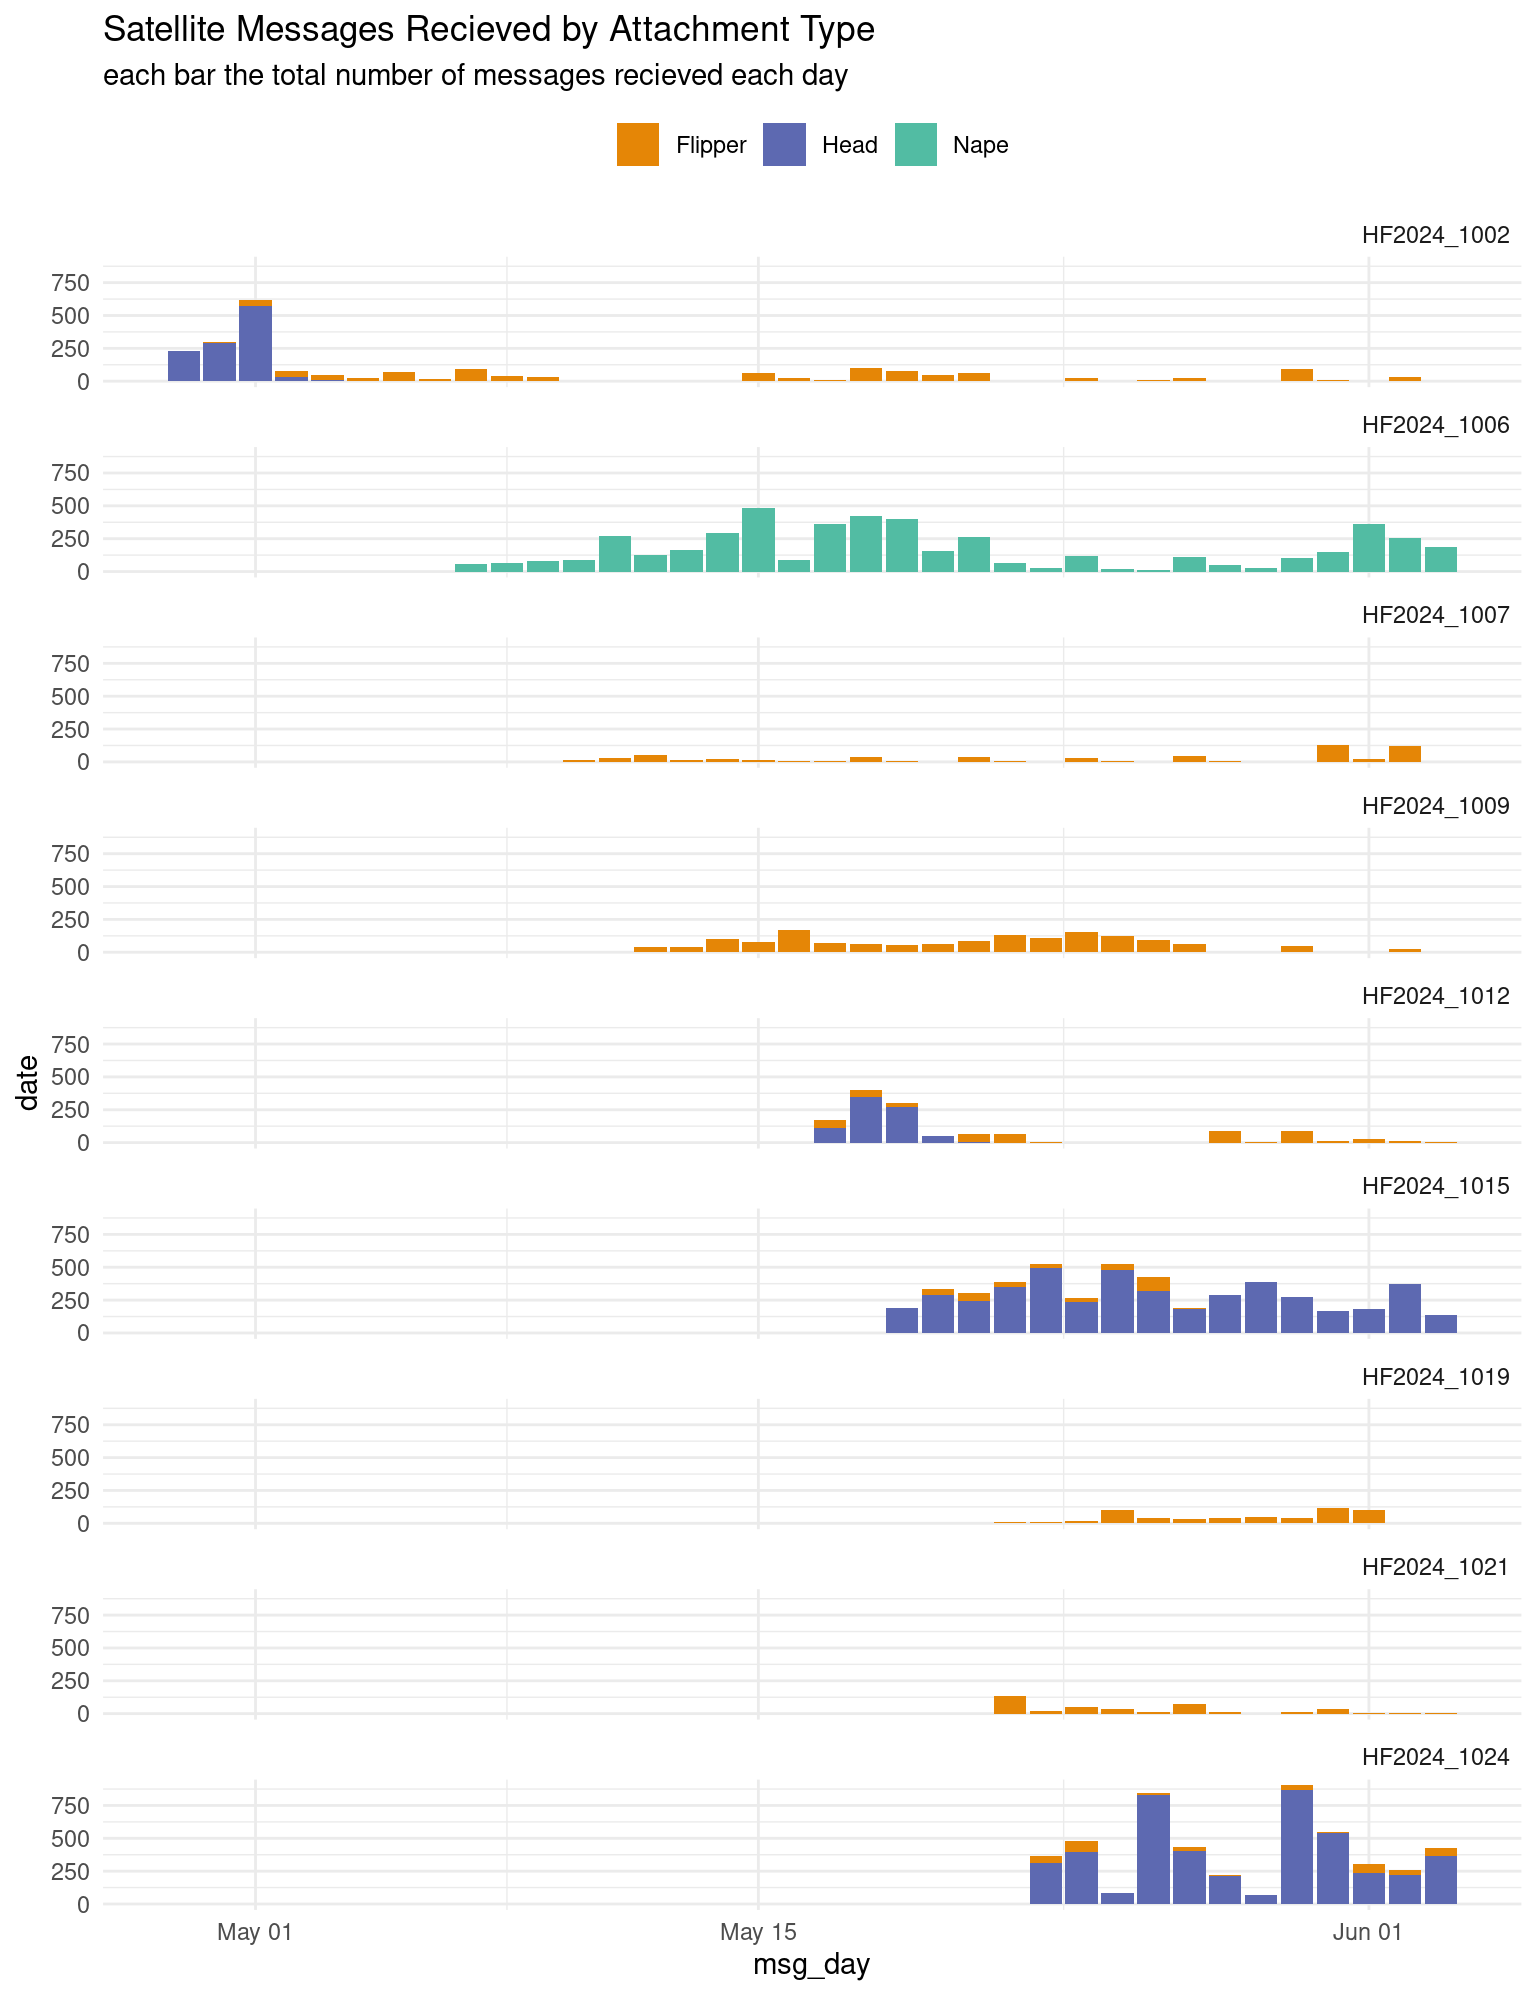 Satellite Messages Recieved by Attachment Type
each bar the total number of messages recieved each day
Flipper Head Nape
HF2024_1002
750
500
250
0
HF2024_1006
750
500
250
0
HF2024_1007
750
500
250
0
HF2024_1009
750
500
250
0
HF2024_1012
750
500
250
0
date
HF2024_1015
750
500
250
0
HF2024_1019
750
500
250
0
HF2024_1021
750
500
250
0
HF2024_1024
750
500
250
0
May 01 May 15 Jun 01
msg_day